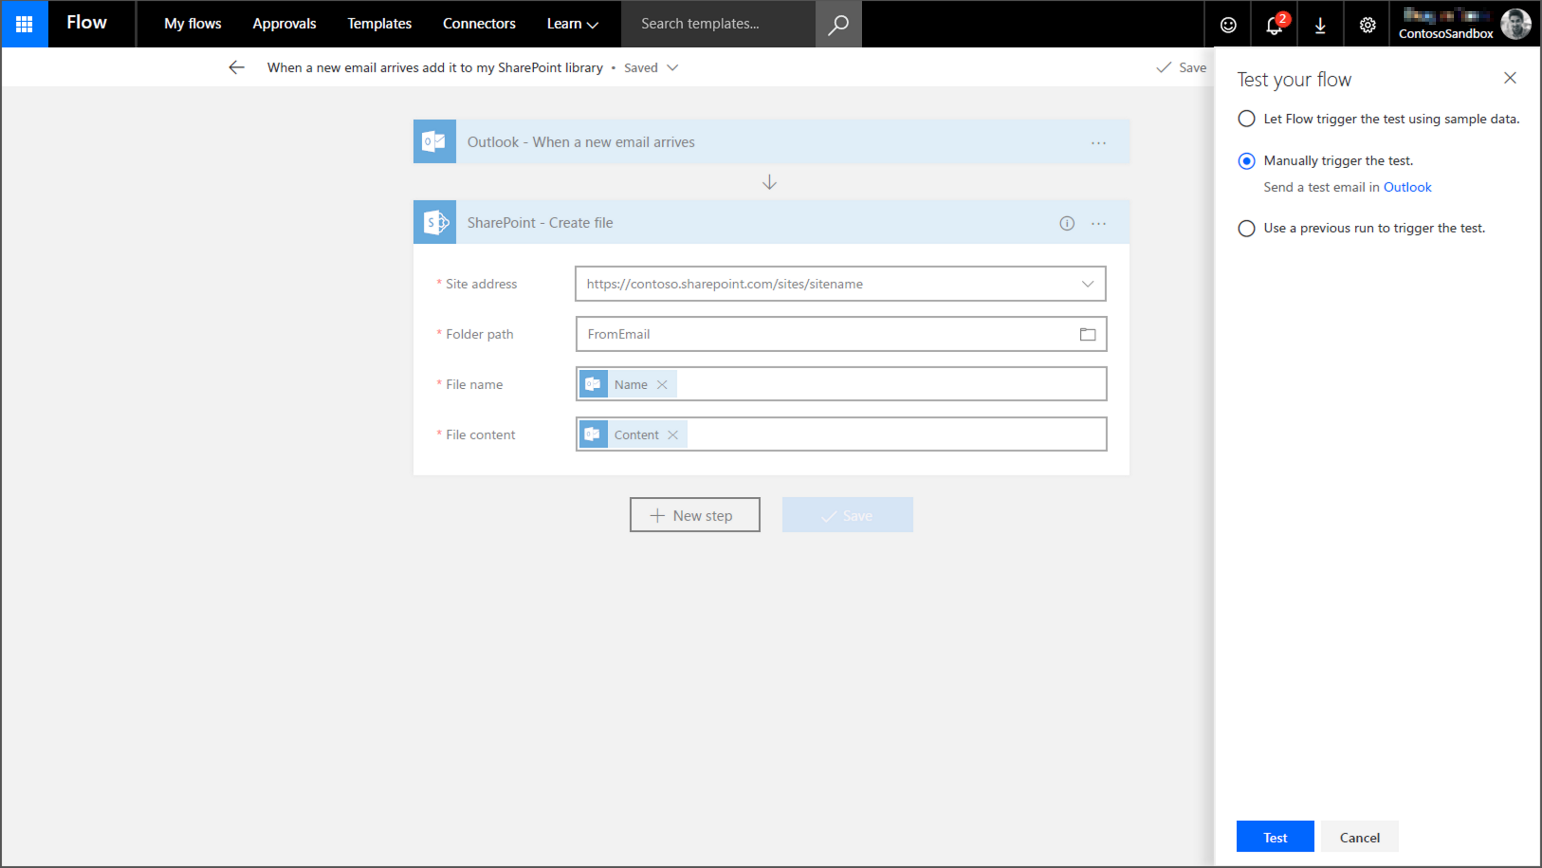 Flow My flows Approvals Templates Connectors Learn Search templates... 2
ContosoSandbox
When a new email arrives add it to my SharePoint library • Saved Save
Test your flow
Let Flow trigger the test using sample data.
Manually trigger the test.
Send a test email in Outlook
Use a previous run to trigger the test.
Outlook - When a new email arrives ...
SharePoint - Create file ...
* Site address https://contoso.sharepoint.com/sites/sitename
* Folder path FromEmail
* File name Name
* File content Content
New step Save
Test Cancel